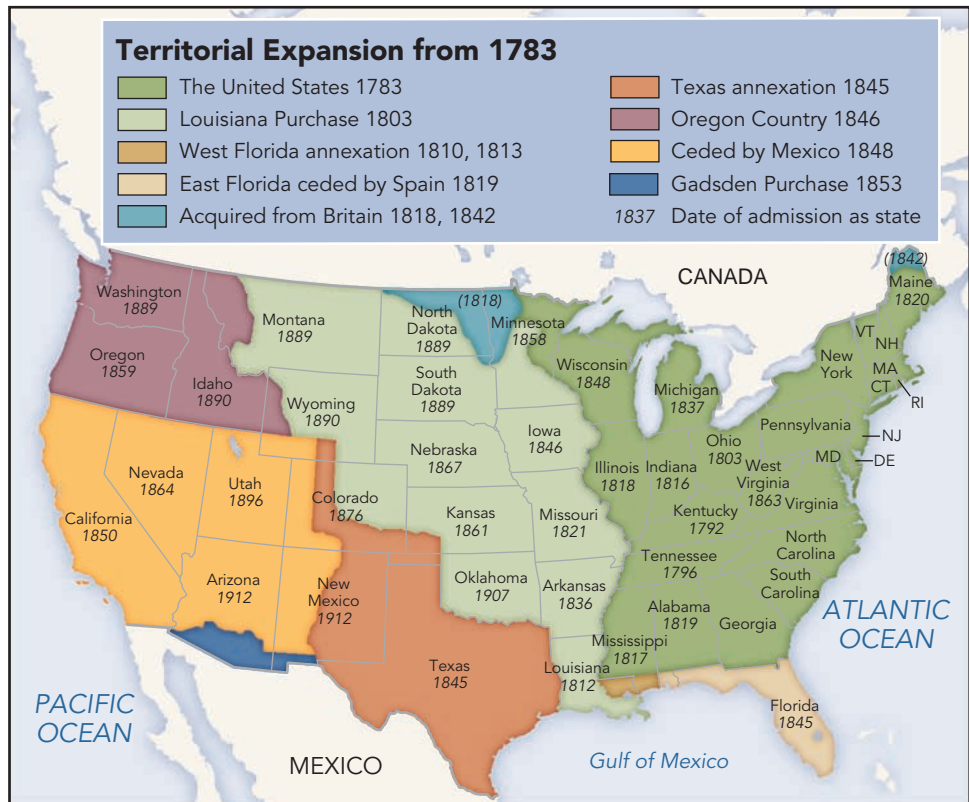 Territorial Expansion from 1783
The United States 1783
Louisiana Purchase 1803
West Florida annexation 1810, 1813
East Florida ceded by Spain 1819
Acquired from Britain 1818, 1842
Texas annexation 1845
Oregon Country 1846
Ceded by Mexico 1848
Gadsden Purchase 1853
1837 Date of admission as state
CANADA
(1842)
Maine
1820
Washington
1889
Oregon
1859
Idaho
1890
Montana
1889
Wyoming
1890
North
Dakota
1889
(1818)
Minnesota
1858
South
Dakota
1889
Nebraska
1867
Iowa
1846
Wisconsin
1848
Michigan
1837
VT
NH
New
York
MA
CT
RI
Pennsylvania
NJ
MD
DE
Ohio
1803
West
Virginia
1863
Virginia
Illinois
1818
Indiana
1816
Kentucky
1792
North
Carolina
Tennessee
1796
South
Carolina
Nevada
1864
Utah
1896
Colorado
1876
Kansas
1861
Missouri
1821
California
1850
Arizona
1912
New
Mexico
1912
Oklahoma
1907
Arkansas
1836
Mississippi
1817
Alabama
1819
Georgia
Texas
1845
Louisiana
1812
Florida
1845
ATLANTIC
OCEAN
PACIFIC
OCEAN
MEXICO
Gulf of Mexico